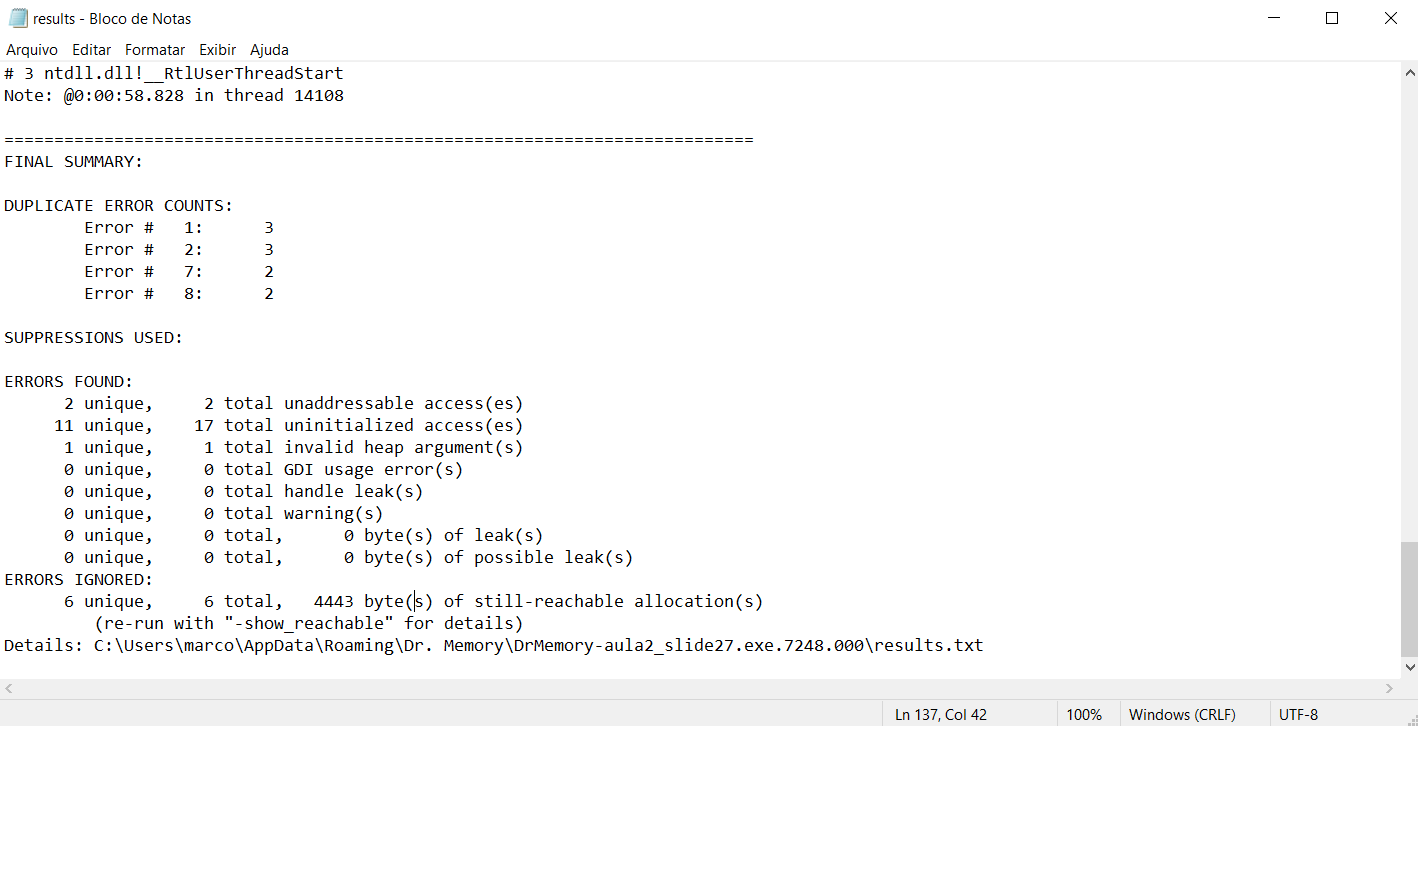 results - Bloco de Notas
Arquivo Editar Formatar Exibir Ajuda
# 3 ntdll.dll!__RtlUserThreadStart
Note: @0:00:58.828 in thread 14108
===========================================================================
FINAL SUMMARY:
DUPLICATE ERROR COUNTS:
Error # 1: 3
Error # 2: 3
Error # 7: 2
Error # 8: 2
SUPPRESSIONS USED:
ERRORS FOUND:
2 unique, 2 total unaddressable access(es)
11 unique, 17 total uninitialized access(es)
1 unique, 1 total invalid heap argument(s)
0 unique, 0 total GDI usage error(s)
0 unique, 0 total handle leak(s)
0 unique, 0 total warning(s)
0 unique, 0 total, 0 byte(s) of leak(s)
0 unique, 0 total, 0 byte(s) of possible leak(s)
ERRORS IGNORED:
6 unique, 6 total, 4443 byte(s) of still-reachable allocation(s)
(re-run with "-show_reachable" for details)
Details: C:\Users\marco\AppData\Roaming\Dr. Memory\DrMemory-aula2_slide27.exe.7248.000\results.txt
Ln 137, Col 42 100% Windows (CRLF) UTF-8